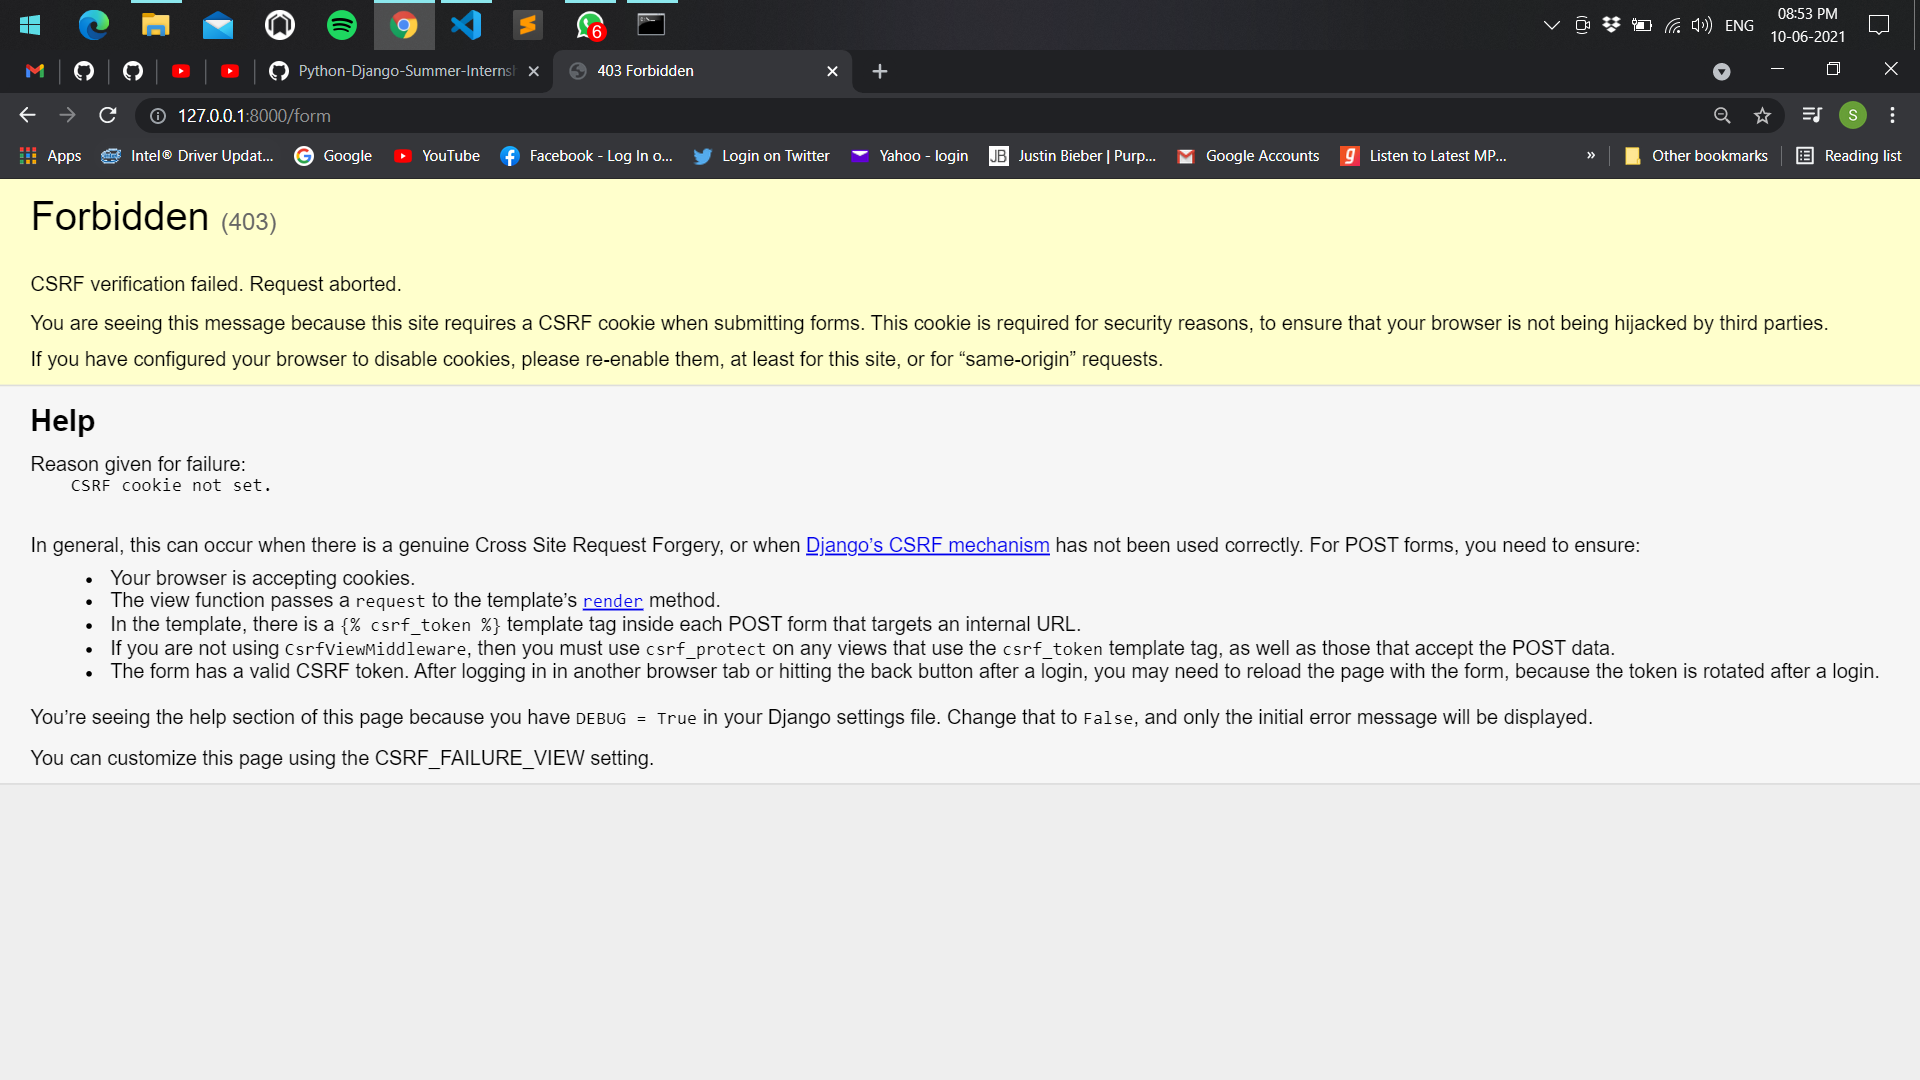 6
ENG
08:53 PM
10-06-2021
Python-Django-Summer-Internsh
403 Forbidden
127.0.0.1:8000/form
S
Apps
Intel® Driver Updat...
Google
YouTube
Facebook - Log In o...
Login on Twitter
Yahoo - login
JB
Justin Bieber | Purp...
Google Accounts
Listen to Latest MP...
»
Other bookmarks
Reading list
Forbidden (403)
CSRF verification failed. Request aborted.
You are seeing this message because this site requires a CSRF cookie when submitting forms. This cookie is required for security reasons, to ensure that your browser is not being hijacked by third parties.
If you have configured your browser to disable cookies, please re-enable them, at least for this site, or for “same-origin” requests.
Help
Reason given for failure:
CSRF cookie not set.
In general, this can occur when there is a genuine Cross Site Request Forgery, or when Django’s CSRF mechanism has not been used correctly. For POST forms, you need to ensure:
• Your browser is accepting cookies.
• The view function passes a request to the template’s render method.
• In the template, there is a {% csrf_token %} template tag inside each POST form that targets an internal URL.
• If you are not using CsrfViewMiddleware, then you must use csrf_protect on any views that use the csrf_token template tag, as well as those that accept the POST data.
• The form has a valid CSRF token. After logging in in another browser tab or hitting the back button after a login, you may need to reload the page with the form, because the token is rotated after a login.
You’re seeing the help section of this page because you have DEBUG = True in your Django settings file. Change that to False, and only the initial error message will be displayed.
You can customize this page using the CSRF_FAILURE_VIEW setting.